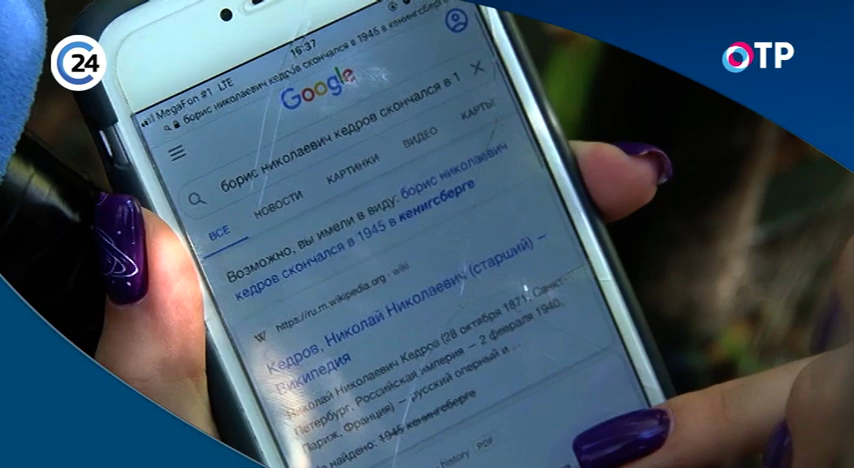 24
ОТР
MegaFon #1 LTE
16:37
борис николаевич кедров скончался в 1945 в кенигсберге
Google
борис николаевич кедров скончался в 1
ВСЕ
НОВОСТИ
КАРТИНКИ
ВИДЕО
КАРТЫ
Возможно, вы имели в виду: борис николаевич
кедров скончался в 1945 в кенигсберге
W https://ru.m.wikipedia.org › wiki
Кедров, Николай Николаевич (старший) —
Википедия
Николай Николаевич Кедров (28 октября 1871, Санкт-
Петербург, Российская империя — 2 февраля 1940,
Париж, Франция) — русский оперный и ...
Не найдено: 1945 кенигсберге
history PDF